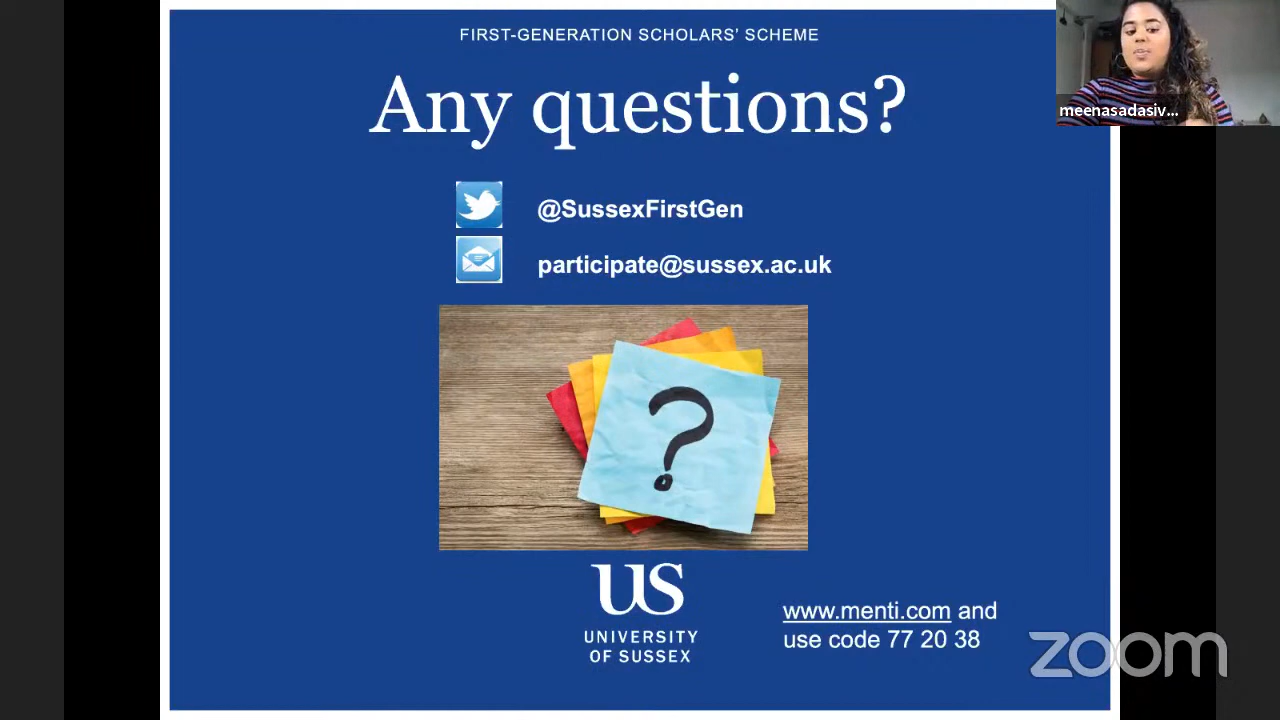 FIRST-GENERATION SCHOLARS' SCHEME
Any questions?
meenasadasiv...
@SussexFirstGen
participate@sussex.ac.uk
?
US
UNIVERSITY
OF SUSSEX
www.menti.com and
use code 77 20 38
zoom